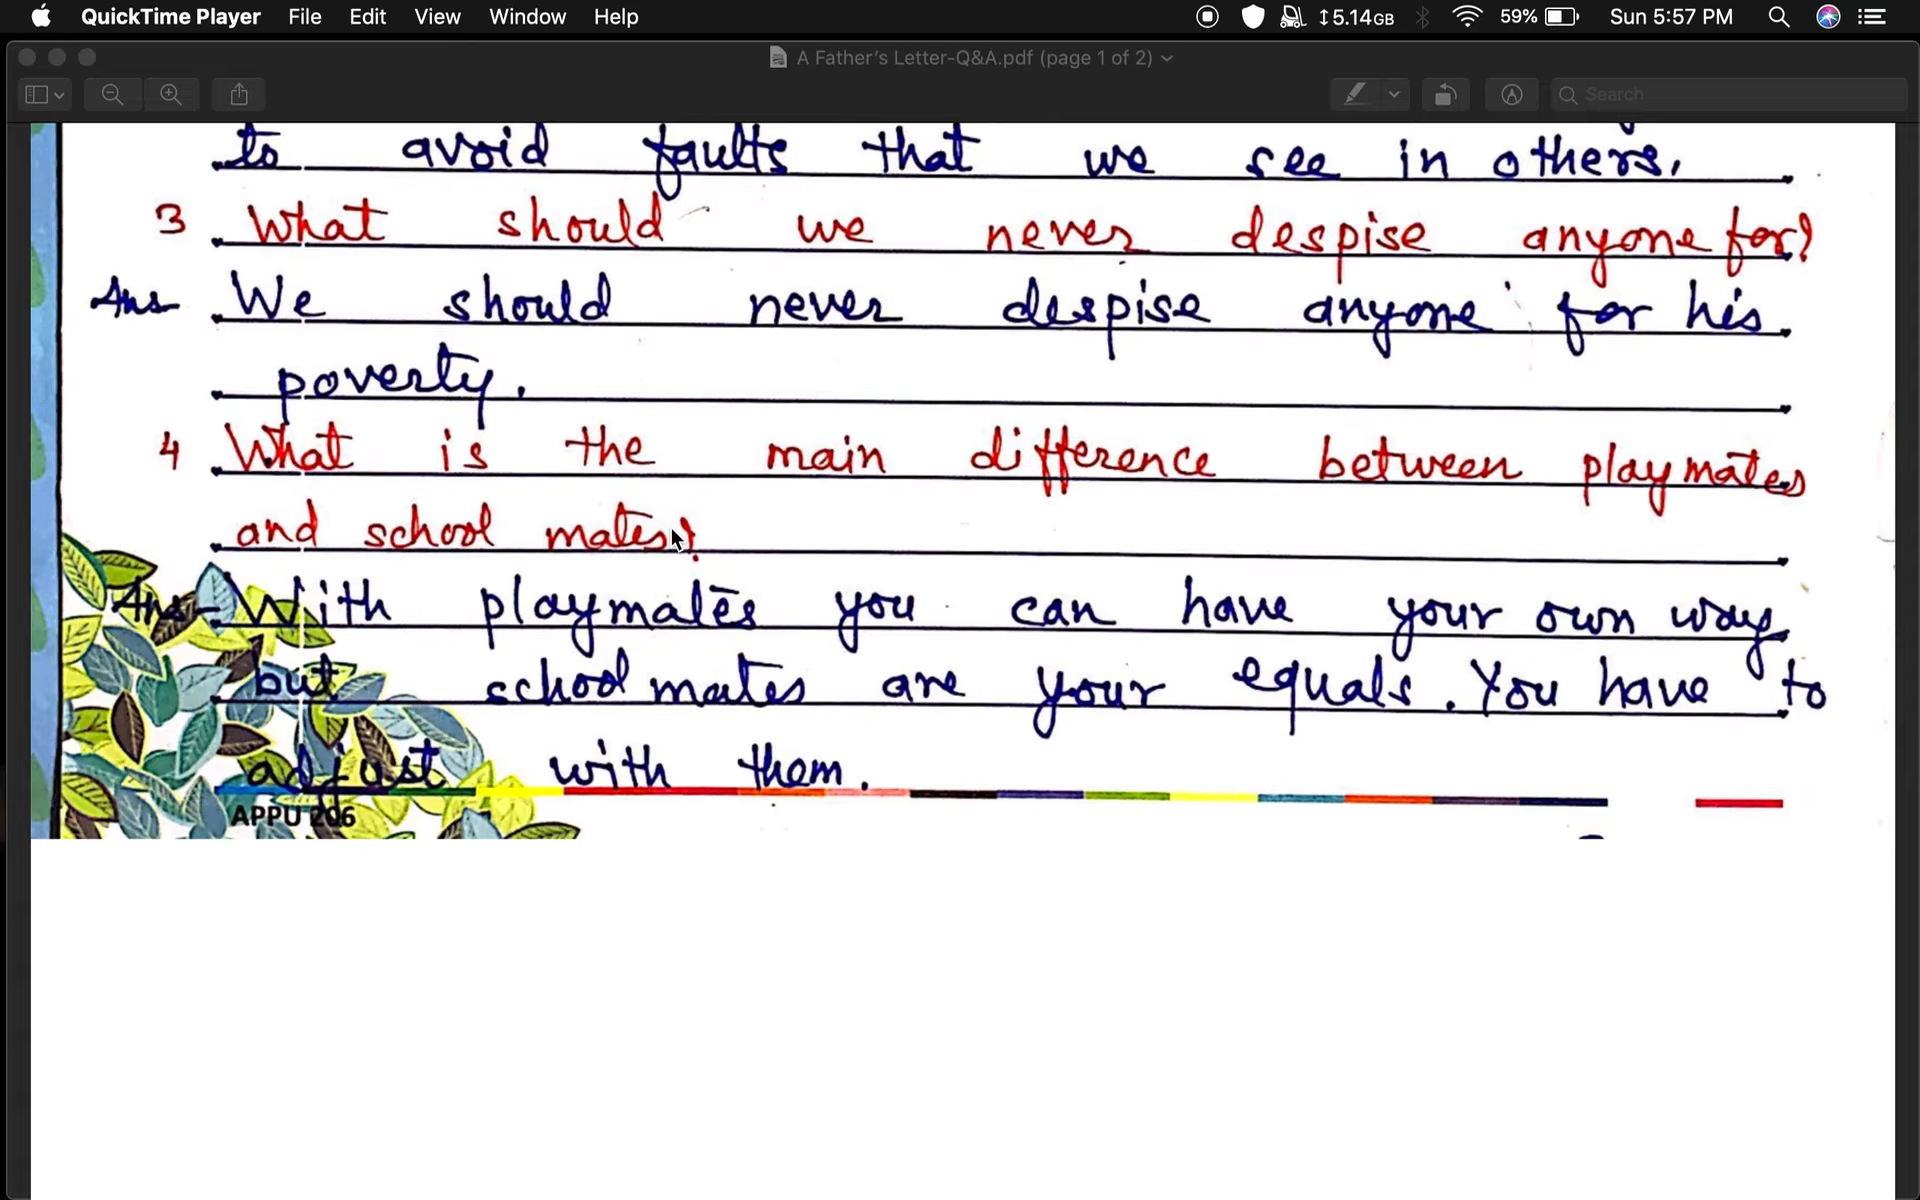 QuickTime Player File Edit View Window Help 5.14GB 59% Sun 5:57 PM
A Father's Letter-Q&A.pdf (page 1 of 2)
Search
to avoid faults that we see in others.
3 What should we never despise anyone for?
Ans We should never despise anyone for his
poverty.
4 What is the main difference between playmates
and school mates?
Ans- With playmates you can have your own way
but school mates are your equals. You have to
adjust with them.
APPU 206